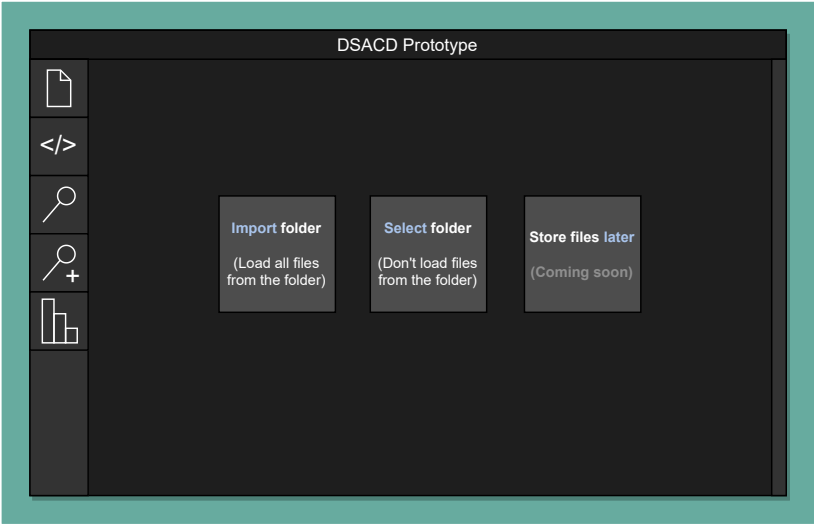 DSACD Prototype
</>
Import folder
(Load all files
from the folder)
Select folder
(Don't load files
from the folder)
Store files later
(Coming soon)
+